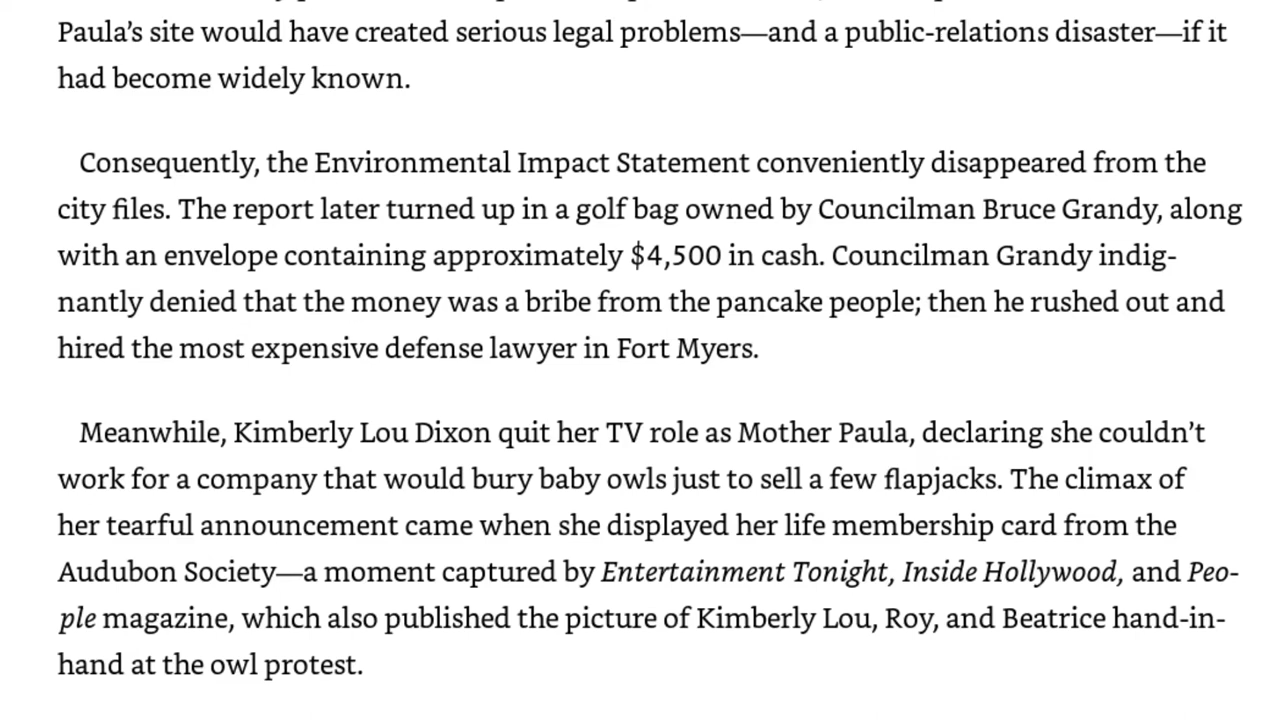 Paula’s site would have created serious legal problems—and a public-relations disaster—if it
had become widely known.
Consequently, the Environmental Impact Statement conveniently disappeared from the
city files. The report later turned up in a golf bag owned by Councilman Bruce Grandy, along
with an envelope containing approximately $4,500 in cash. Councilman Grandy indig-
nantly denied that the money was a bribe from the pancake people; then he rushed out and
hired the most expensive defense lawyer in Fort Myers.
Meanwhile, Kimberly Lou Dixon quit her TV role as Mother Paula, declaring she couldn’t
work for a company that would bury baby owls just to sell a few flapjacks. The climax of
her tearful announcement came when she displayed her life membership card from the
Audubon Society—a moment captured by Entertainment Tonight, Inside Hollywood, and Peo-
ple magazine, which also published the picture of Kimberly Lou, Roy, and Beatrice hand-in-
hand at the owl protest.